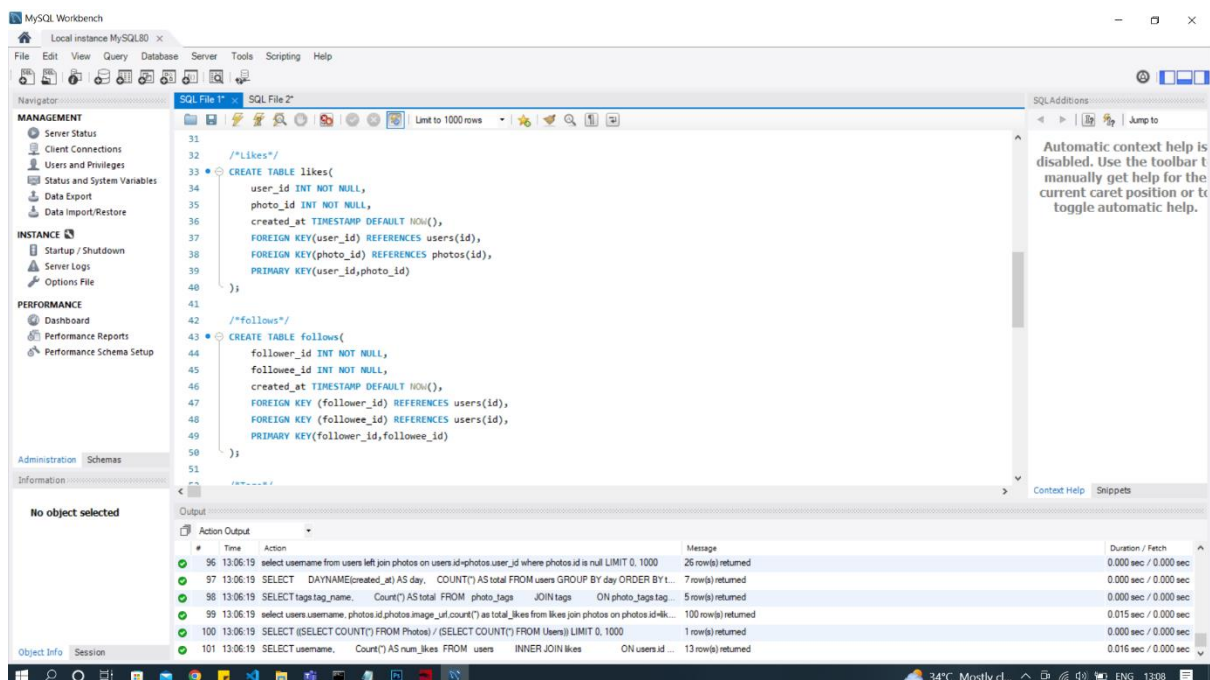 MySQL Workbench
Local instance MySQL80 ×
File Edit View Query Database Server Tools Scripting Help
Navigator
MANAGEMENT
Server Status
Client Connections
Users and Privileges
Status and System Variables
Data Export
Data Import/Restore
INSTANCE
Startup / Shutdown
Server Logs
Options File
PERFORMANCE
Dashboard
Performance Reports
Performance Schema Setup
Administration Schemas
Information
No object selected
Object Info Session
SQL File 1* × SQL File 2*
Limit to 1000 rows
31
32 /*Likes*/
33 CREATE TABLE likes(
34 user_id INT NOT NULL,
35 photo_id INT NOT NULL,
36 created_at TIMESTAMP DEFAULT NOW(),
37 FOREIGN KEY(user_id) REFERENCES users(id),
38 FOREIGN KEY(photo_id) REFERENCES photos(id),
39 PRIMARY KEY(user_id,photo_id)
40 );
41
42 /*follows*/
43 CREATE TABLE follows(
44 follower_id INT NOT NULL,
45 followee_id INT NOT NULL,
46 created_at TIMESTAMP DEFAULT NOW(),
47 FOREIGN KEY (follower_id) REFERENCES users(id),
48 FOREIGN KEY (followee_id) REFERENCES users(id),
49 PRIMARY KEY(follower_id,followee_id)
50 );
51
SQLAdditions
Jump to
Automatic context help is
disabled. Use the toolbar t
manually get help for the
current caret position or to
toggle automatic help.
Context Help Snippets
Output
Action Output
# Time Action Message Duration / Fetch
96 13:06:19 select username from users left join photos on users.id=photos.user_id where photos.id is null LIMIT 0, 1000 26 row(s) returned 0.000 sec / 0.000 sec
97 13:06:19 SELECT DAYNAME(created_at) AS day, COUNT(*) AS total FROM users GROUP BY day ORDER BY t... 7 row(s) returned 0.000 sec / 0.000 sec
98 13:06:19 SELECT tags.tag_name, Count(*) AS total FROM photo_tags JOIN tags ON photo_tags.tag... 5 row(s) returned 0.000 sec / 0.000 sec
99 13:06:19 select users.username, photos.id,photos.image_url,count(*) as total_likes from likes join photos on photos.id=lik... 100 row(s) returned 0.015 sec / 0.000 sec
100 13:06:19 SELECT ((SELECT COUNT(*) FROM Photos) / (SELECT COUNT(*) FROM Users)) LIMIT 0, 1000 1 row(s) returned 0.000 sec / 0.000 sec
101 13:06:19 SELECT username, Count(*) AS num_likes FROM users INNER JOIN likes ON users.id ... 13 row(s) returned 0.016 sec / 0.000 sec
34°C Mostly cl... ENG 13:08